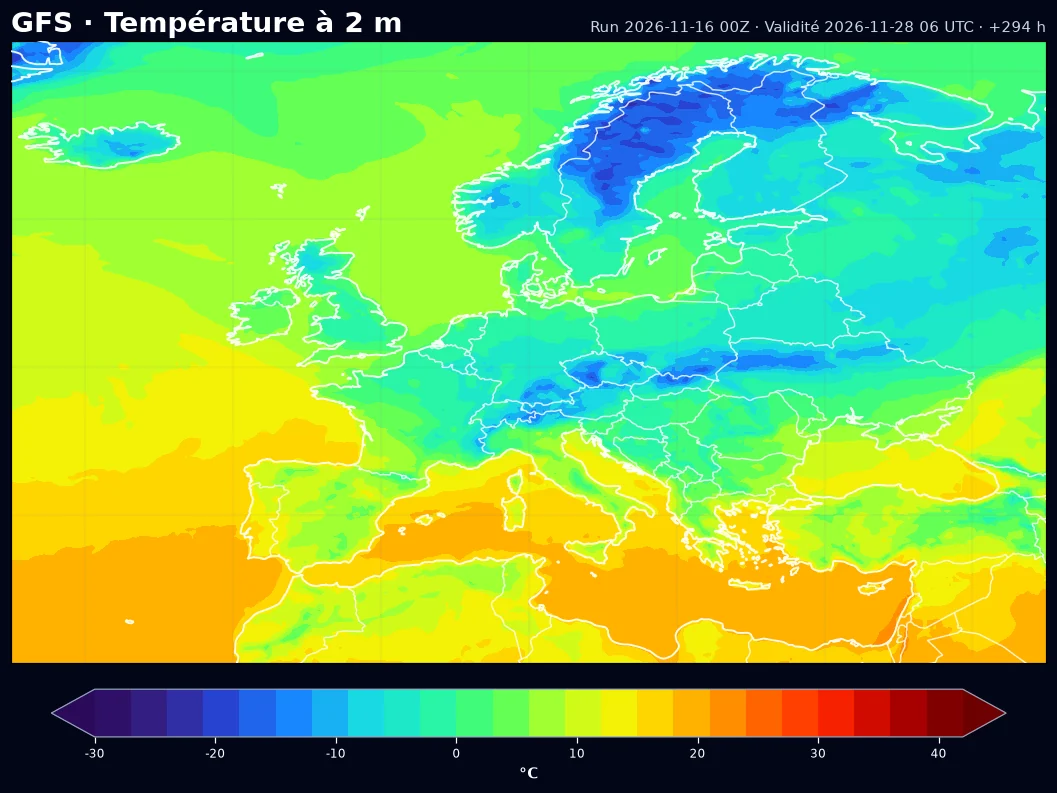 GFS · Température à 2 m
Run 2026-11-16 00Z · Validité 2026-11-28 06 UTC · +294 h
-30 -20 -10 0 10 20 30 40
°C